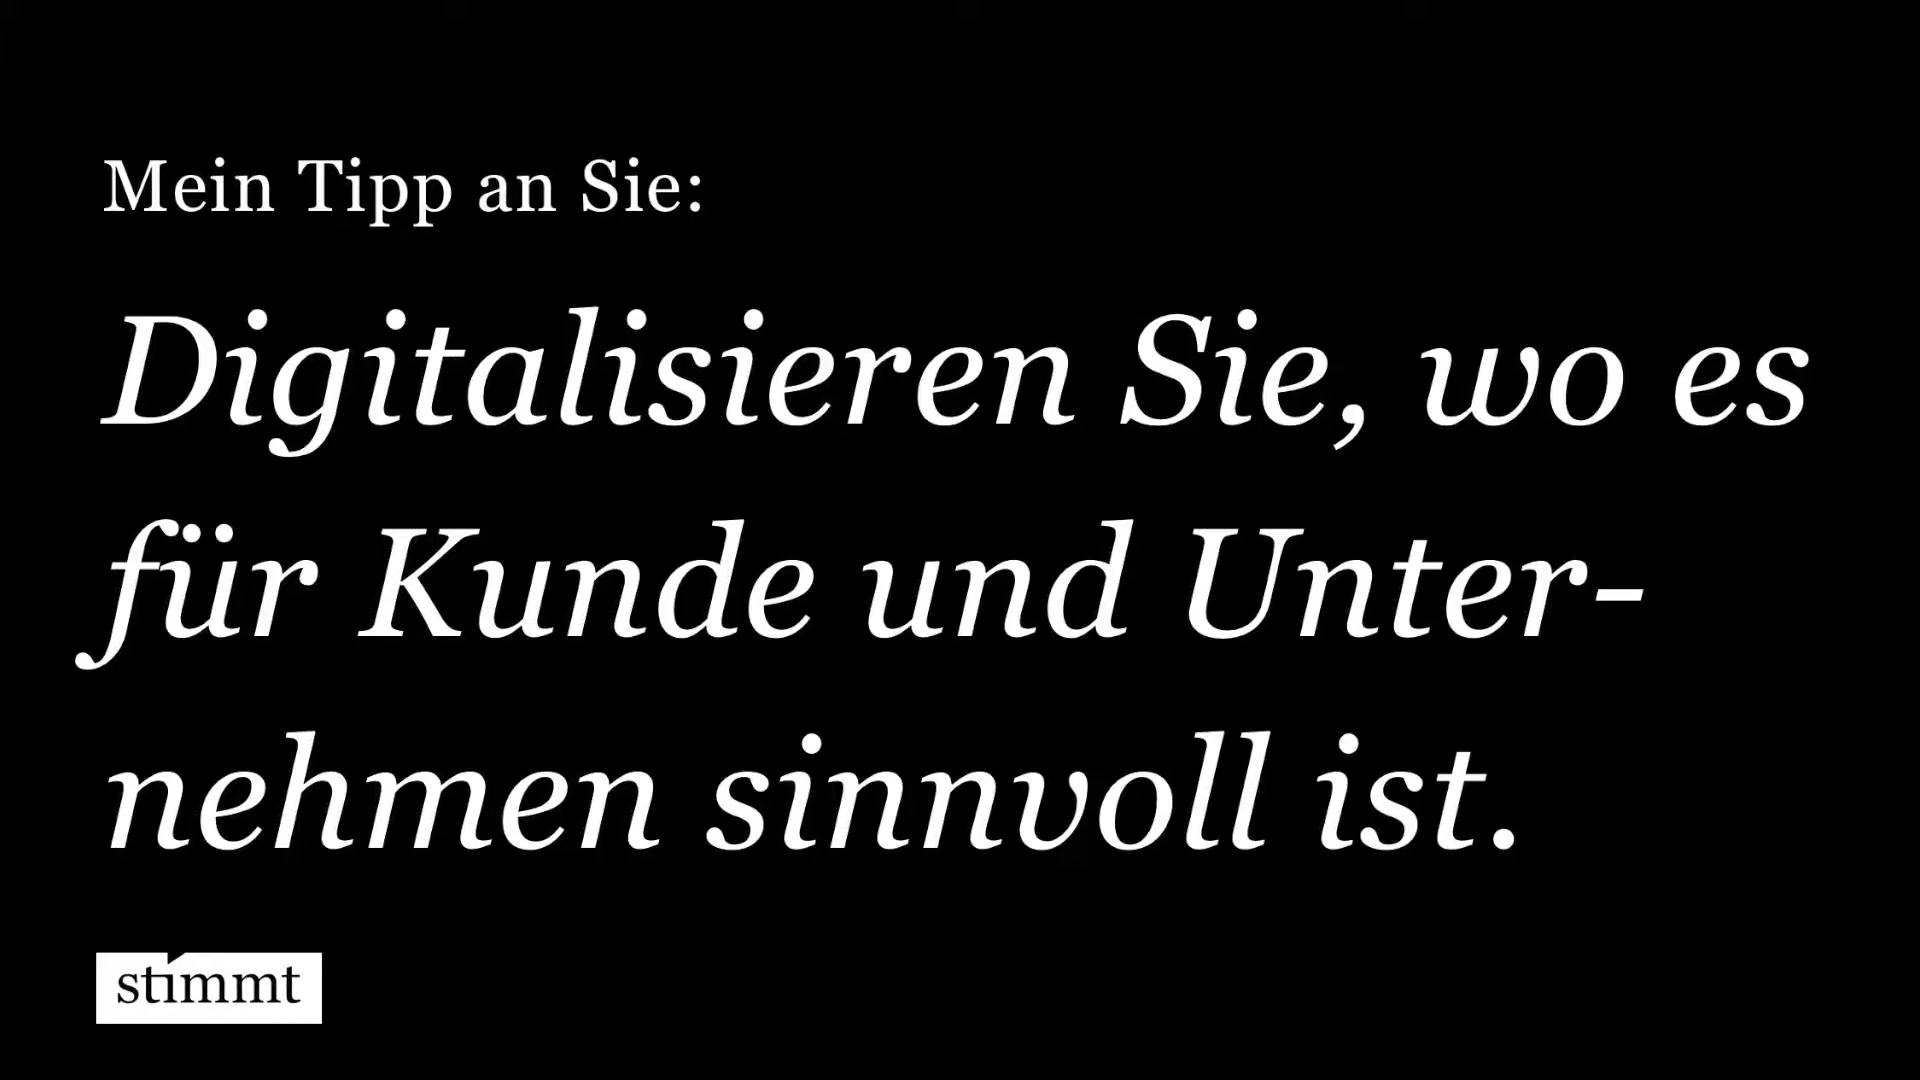 Mein Tipp an Sie:
Digitalisieren Sie, wo es
für Kunde und Unter-
nehmen sinnvoll ist.
stimmt